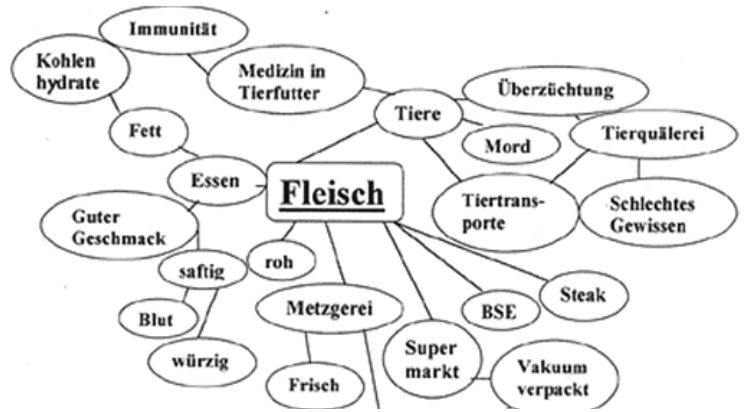 Immunität
Kohlen
hydrate
Medizin in
Tierfutter
Überzüchtung
Tiere
Fett
Mord
Tierquälerei
Essen
Fleisch
Tiertrans-
porte
Schlechtes
Gewissen
Guter
Geschmack
saftig
roh
Steak
Metzgerei
BSE
Blut
würzig
Super
markt
Frisch
Vakuum
verpackt